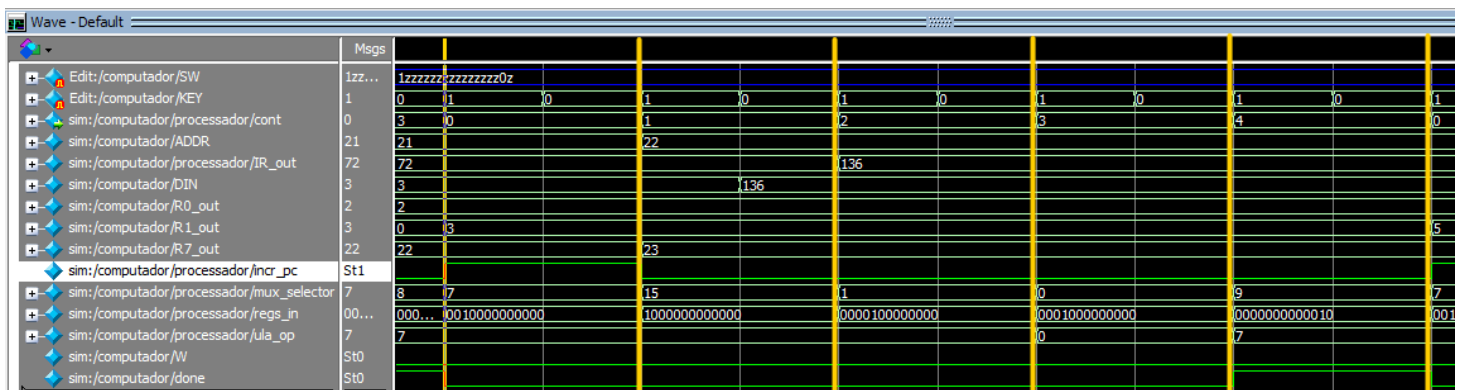 Wave - Default
Msgs
Edit:/computador/SW 1zz... 1zzzzzzzzzzzzzzz0z
Edit:/computador/KEY 1 0 1 0 1 0 1 0 1 0 1 0 1
sim:/computador/processador/cont 0 3 0 1 2 3 4 0
sim:/computador/ADDR 21 21 22
sim:/computador/processador/IR_out 72 72 136
sim:/computador/DIN 3 3 136
sim:/computador/R0_out 2 2
sim:/computador/R1_out 3 0 3 5
sim:/computador/R7_out 22 22 23
sim:/computador/processador/incr_pc St1
sim:/computador/processador/mux_selector 7 8 7 15 1 0 9 7
sim:/computador/processador/regs_in 00... 000... 0010000000000 1000000000000 0000100000000 0001000000000 0000000000010 001
sim:/computador/processador/ula_op 7 7 0 7
sim:/computador/W St0
sim:/computador/done St0